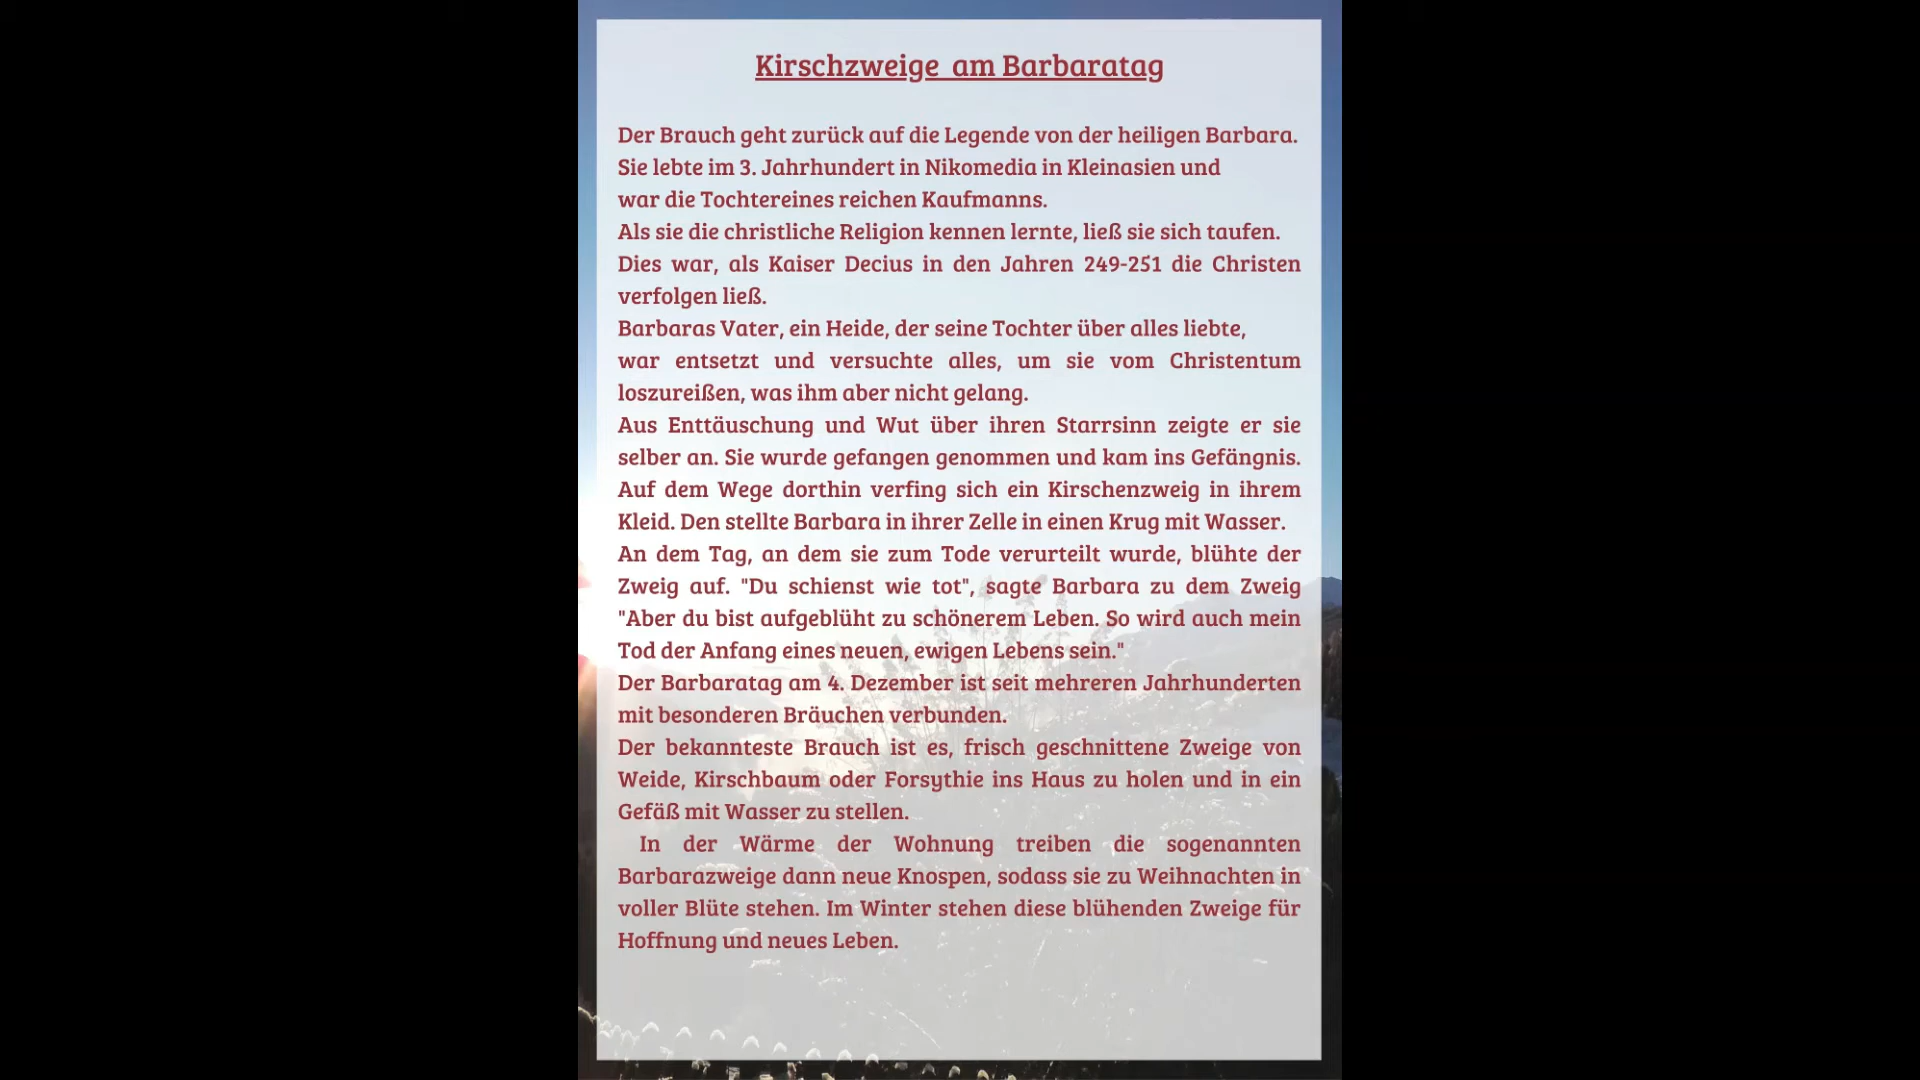 Kirschzweige am Barbaratag
Der Brauch geht zurück auf die Legende von der heiligen Barbara.
Sie lebte im 3. Jahrhundert in Nikomedia in Kleinasien und
war die Tochtereines reichen Kaufmanns.
Als sie die christliche Religion kennen lernte, ließ sie sich taufen.
Dies war, als Kaiser Decius in den Jahren 249-251 die Christen
verfolgen ließ.
Barbaras Vater, ein Heide, der seine Tochter über alles liebte,
war entsetzt und versuchte alles, um sie vom Christentum
loszureißen, was ihm aber nicht gelang.
Aus Enttäuschung und Wut über ihren Starrsinn zeigte er sie
selber an. Sie wurde gefangen genommen und kam ins Gefängnis.
Auf dem Wege dorthin verfing sich ein Kirschenzweig in ihrem
Kleid. Den stellte Barbara in ihrer Zelle in einen Krug mit Wasser.
An dem Tag, an dem sie zum Tode verurteilt wurde, blühte der
Zweig auf. "Du schienst wie tot", sagte Barbara zu dem Zweig
"Aber du bist aufgeblüht zu schönerem Leben. So wird auch mein
Tod der Anfang eines neuen, ewigen Lebens sein."
Der Barbaratag am 4. Dezember ist seit mehreren Jahrhunderten
mit besonderen Bräuchen verbunden.
Der bekannteste Brauch ist es, frisch geschnittene Zweige von
Weide, Kirschbaum oder Forsythie ins Haus zu holen und in ein
Gefäß mit Wasser zu stellen.
In der Wärme der Wohnung treiben die sogenannten
Barbarazweige dann neue Knospen, sodass sie zu Weihnachten in
voller Blüte stehen. Im Winter stehen diese blühenden Zweige für
Hoffnung und neues Leben.